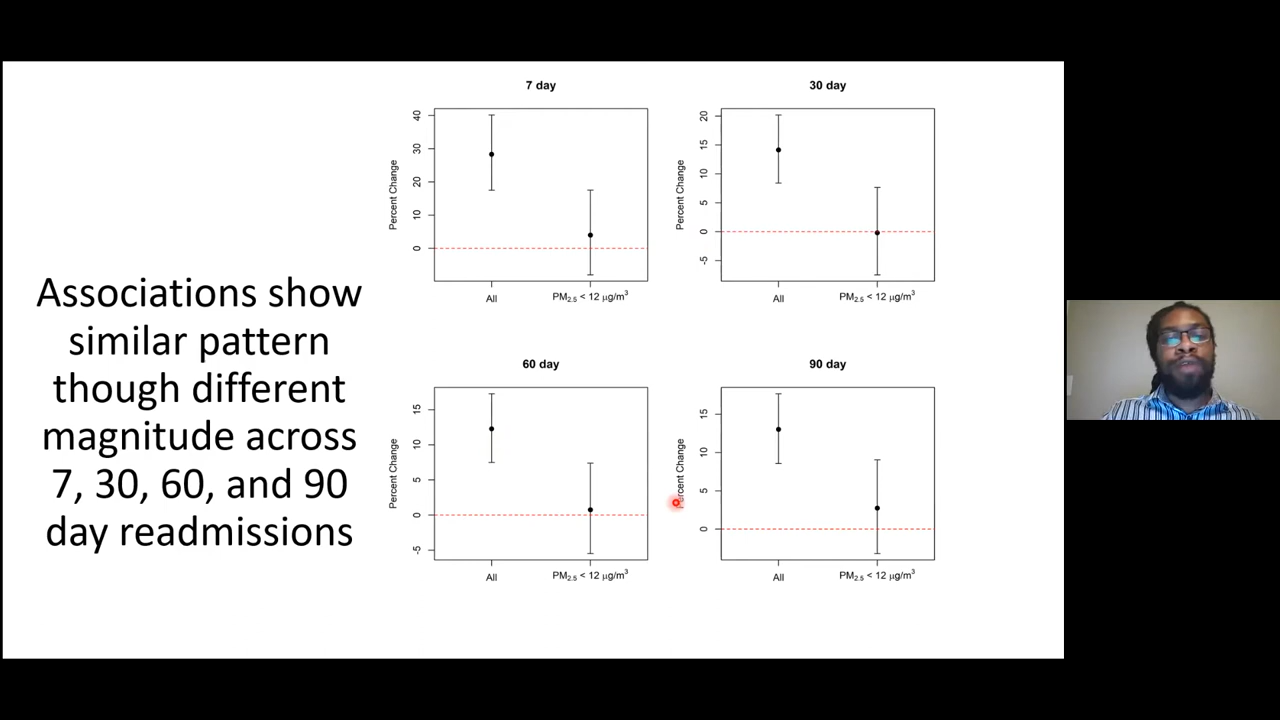 Associations show
similar pattern
though different
magnitude across
7, 30, 60, and 90
day readmissions
7 day
Percent Change
40
30
20
10
0
All
PM2.5 < 12 μg/m3
30 day
Percent Change
20
15
10
5
0
-5
All
PM2.5 < 12 μg/m3
60 day
Percent Change
15
10
5
0
-5
All
PM2.5 < 12 μg/m3
90 day
Percent Change
15
10
5
0
All
PM2.5 < 12 μg/m3